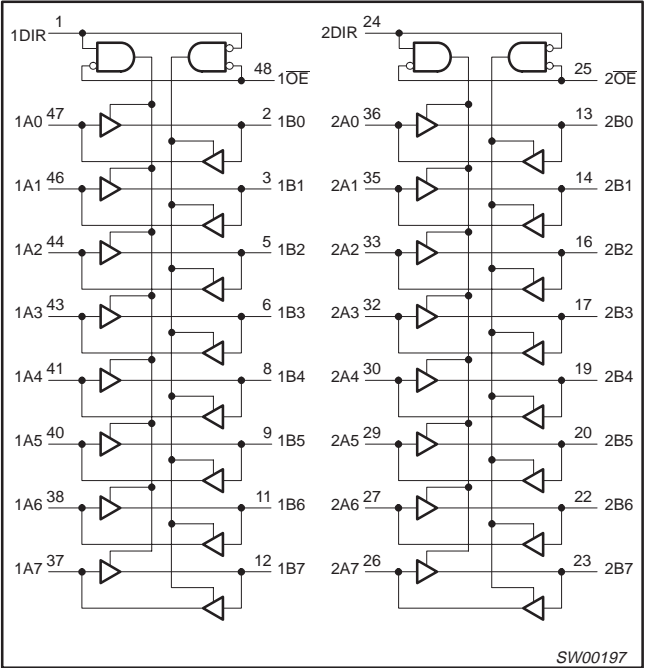 1DIR 1 2DIR 24
48 1O̅E̅ 25 2O̅E̅
1A0 47 2 1B0 2A0 36 13 2B0
1A1 46 3 1B1 2A1 35 14 2B1
1A2 44 5 1B2 2A2 33 16 2B2
1A3 43 6 1B3 2A3 32 17 2B3
1A4 41 8 1B4 2A4 30 19 2B4
1A5 40 9 1B5 2A5 29 20 2B5
1A6 38 11 1B6 2A6 27 22 2B6
1A7 37 12 1B7 2A7 26 23 2B7
SW00197